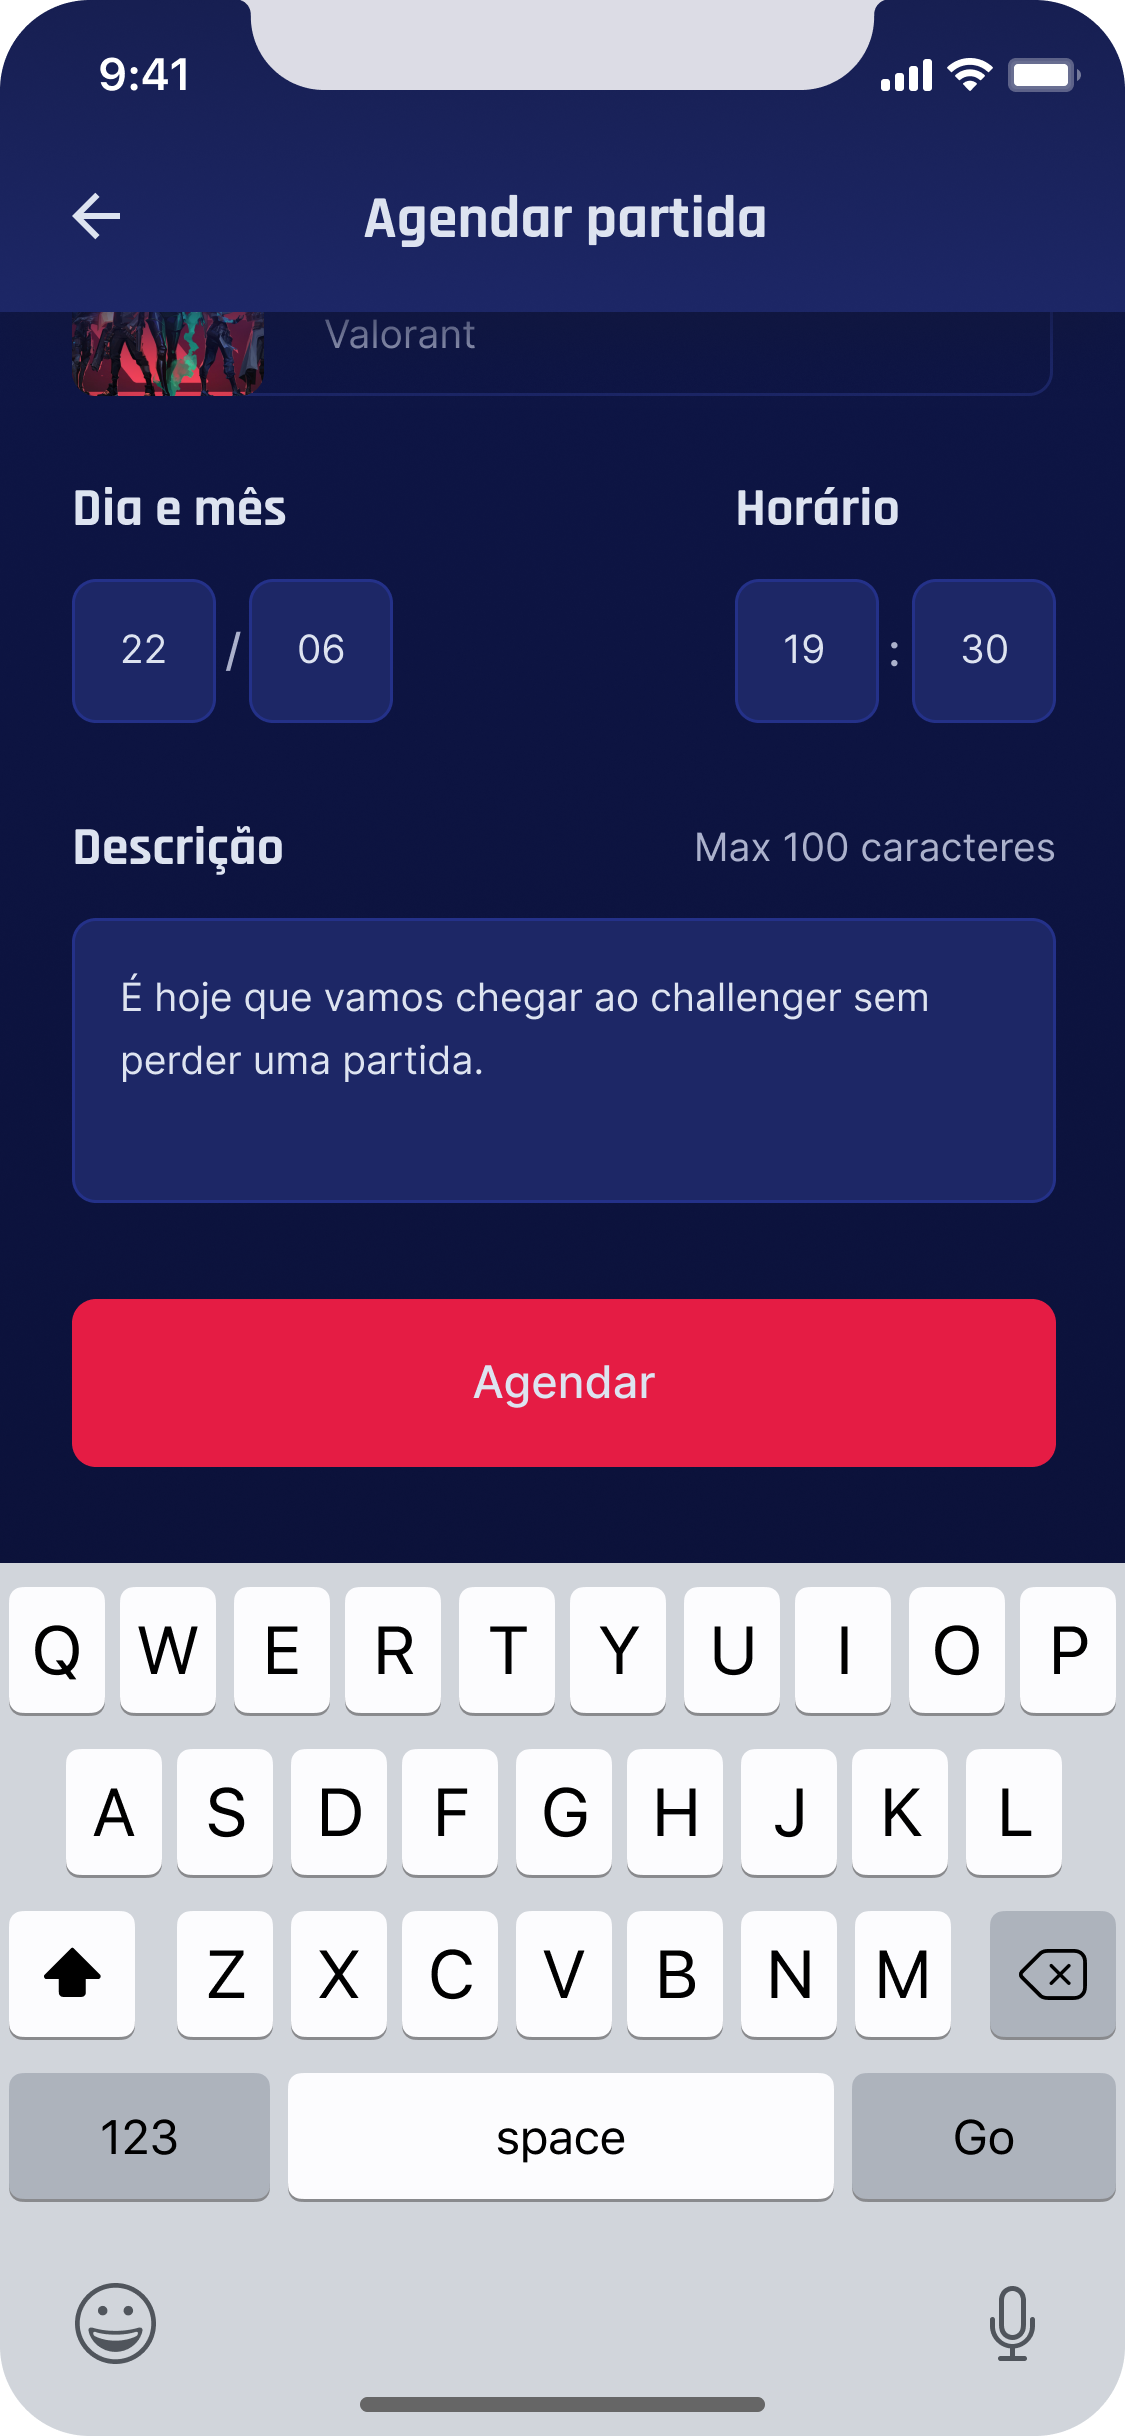 9:41
Agendar partida
Valorant
Dia e mês
Horário
22 / 06
19 : 30
Descrição
Max 100 caracteres
É hoje que vamos chegar ao challenger sem
perder uma partida.
Agendar
Q W E R T Y U I O P
A S D F G H J K L
Z X C V B N M
123 space Go